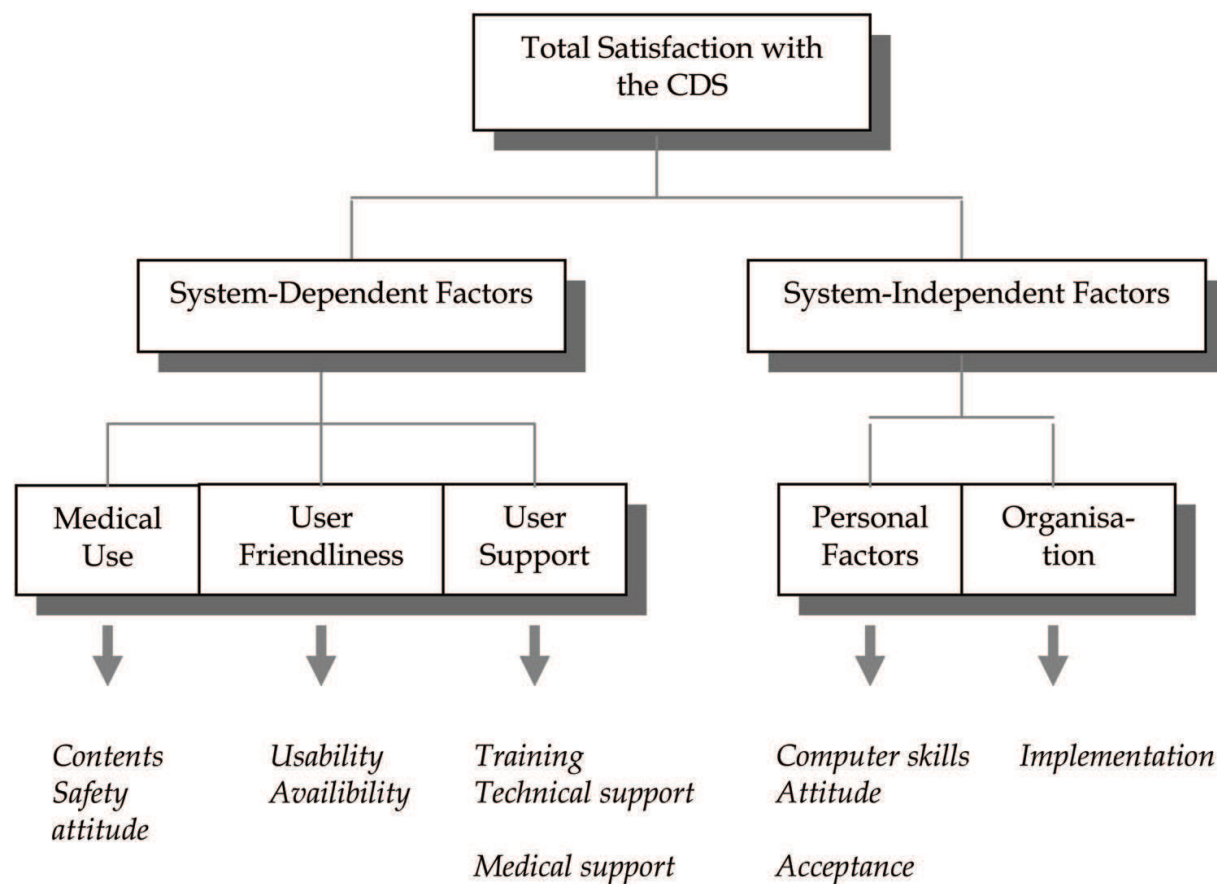 Total Satisfaction with
the CDS
System-Dependent Factors
System-Independent Factors
Medical
Use
User
Friendliness
User
Support
Personal
Factors
Organisa-
tion
Contents
Safety
attitude
Usability
Availibility
Training
Technical support
Medical support
Computer skills
Attitude
Acceptance
Implementation